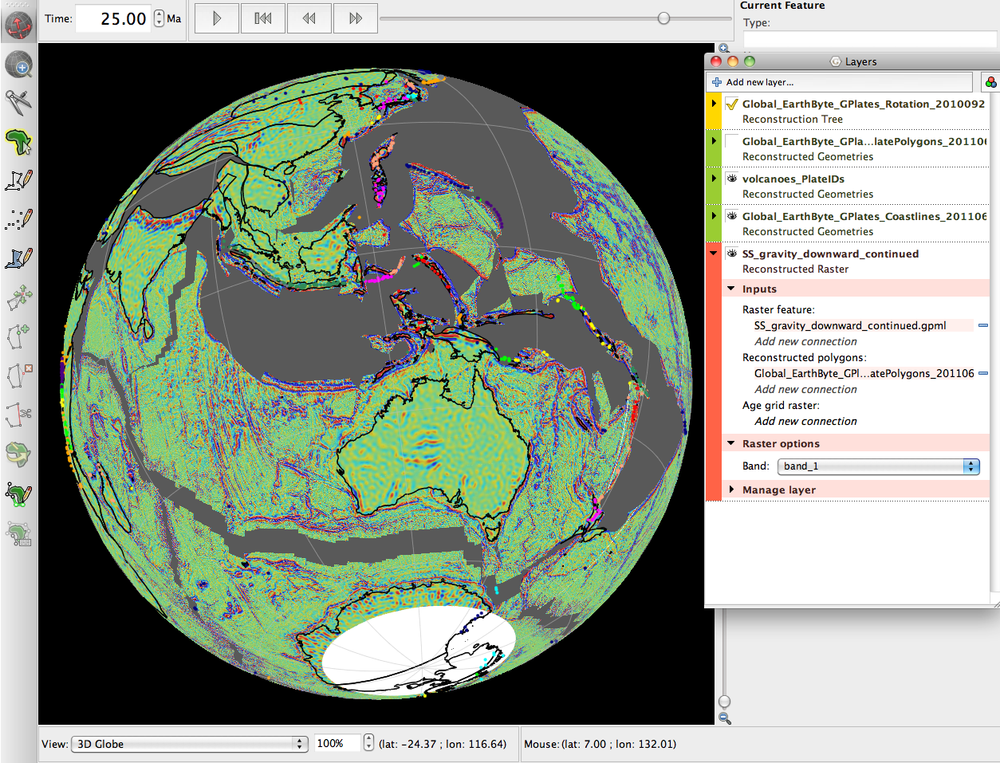 Time: 25.00 Ma
Current Feature
Type:
Layers
Add new layer...
Global_EarthByte_GPlates_Rotation_2010092
Reconstruction Tree
Global_EarthByte_GPla...latePolygons_20110
Reconstructed Geometries
volcanoes_PlateIDs
Reconstructed Geometries
Global_EarthByte_GPlates_Coastlines_201106
Reconstructed Geometries
SS_gravity_downward_continued
Reconstructed Raster
Inputs
Raster feature:
SS_gravity_downward_continued.gpml
Add new connection
Reconstructed polygons:
Global_EarthByte_GPl...atePolygons_201106
Add new connection
Age grid raster:
Add new connection
Raster options
Band: band_1
Manage layer
View: 3D Globe 100% (lat: -24.37 ; lon: 116.64) Mouse: (lat: 7.00 ; lon: 132.01)